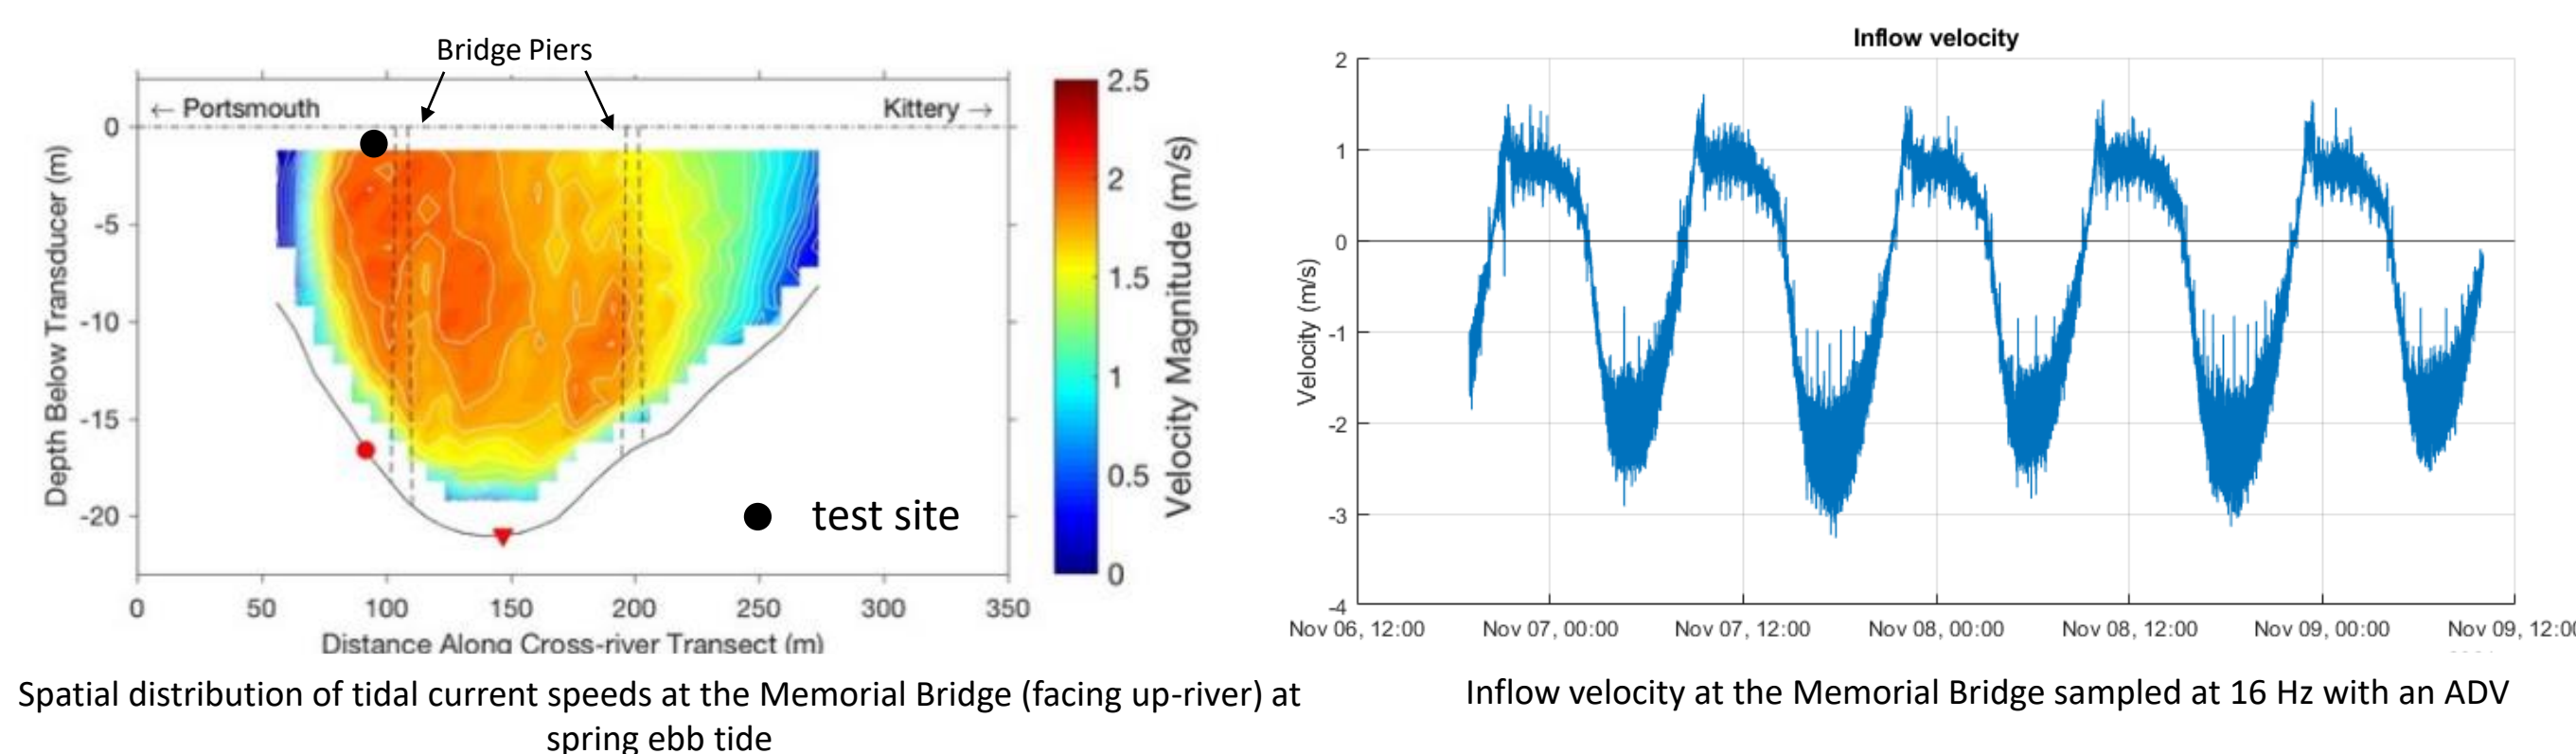 Bridge Piers
← Portsmouth
Kittery →
0
-5
-10
-15
-20
Depth Below Transducer (m)
0 50 100 150 200 250 300 350
Distance Along Cross-river Transect (m)
test site
2.5
2
1.5
1
0.5
0
Velocity Magnitude (m/s)
Spatial distribution of tidal current speeds at the Memorial Bridge (facing up-river) at
spring ebb tide
Inflow velocity
2
1
0
-1
-2
-3
-4
Velocity (m/s)
Nov 06, 12:00 Nov 07, 00:00 Nov 07, 12:00 Nov 08, 00:00 Nov 08, 12:00 Nov 09, 00:00 Nov 09, 12:00
Inflow velocity at the Memorial Bridge sampled at 16 Hz with an ADV